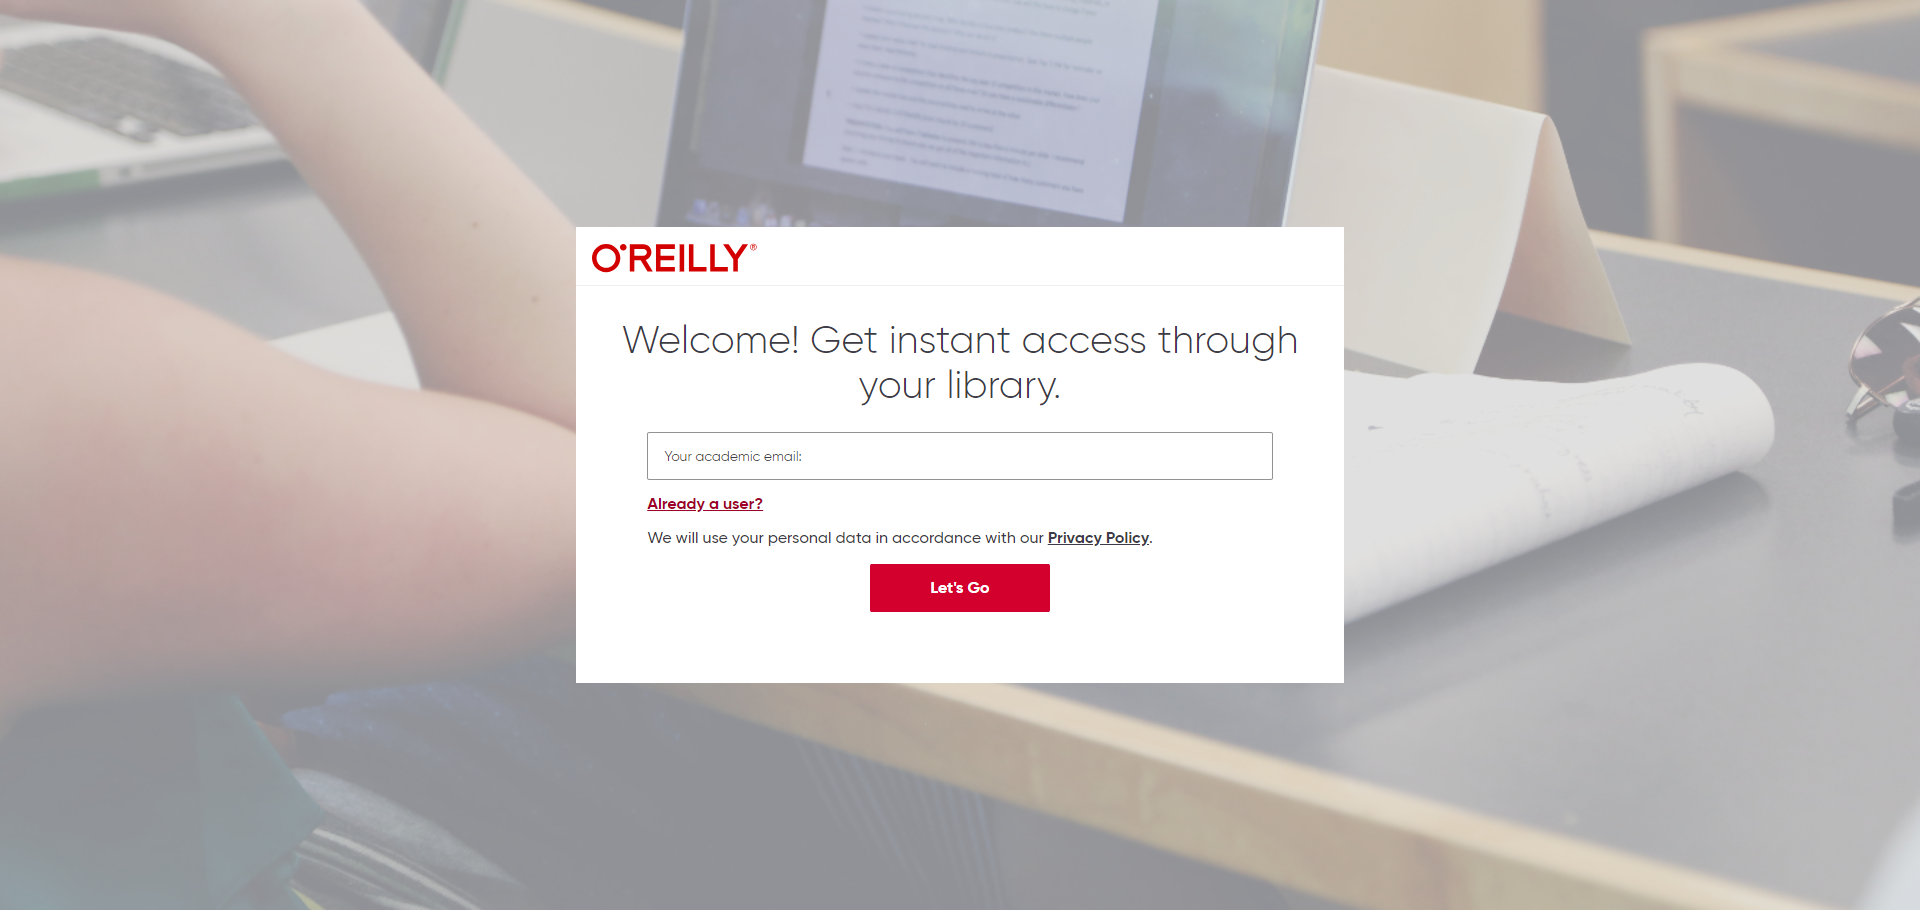 O'REILLY®
Welcome! Get instant access through
your library.
Your academic email:
Already a user?
We will use your personal data in accordance with our Privacy Policy.
Let's Go